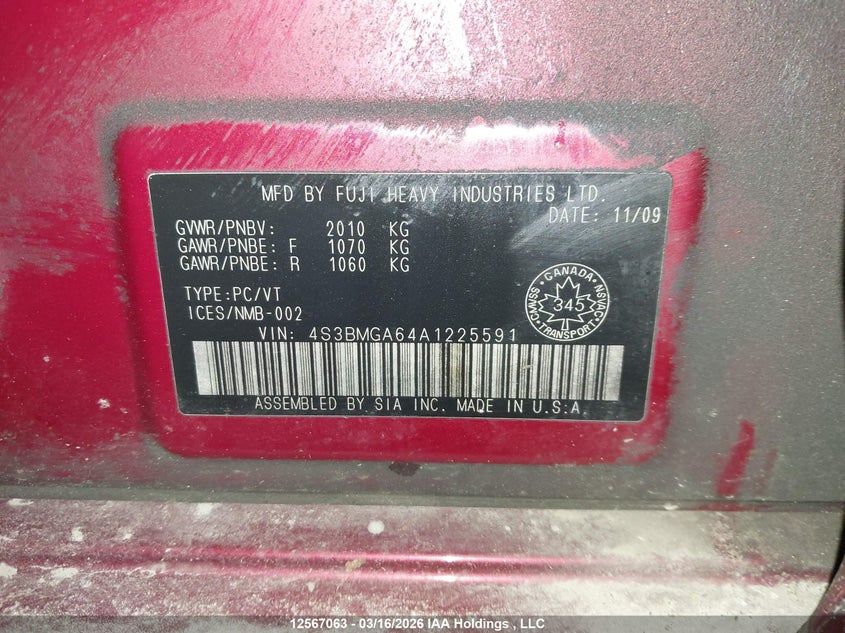 MFD BY FUJI HEAVY INDUSTRIES LTD.
DATE: 11/09
GVWR/PNBV: 2010 KG
GAWR/PNBE: F 1070 KG
GAWR/PNBE: R 1060 KG
TYPE:PC/VT
ICES/NMB-002
CANADA
CMVSS 345 NSVAC
TRANSPORT
VIN: 4S3BMGA64A1225591
ASSEMBLED BY SIA INC. MADE IN U.S.A.
12567063 - 03/16/2026 IAA Holdings , LLC